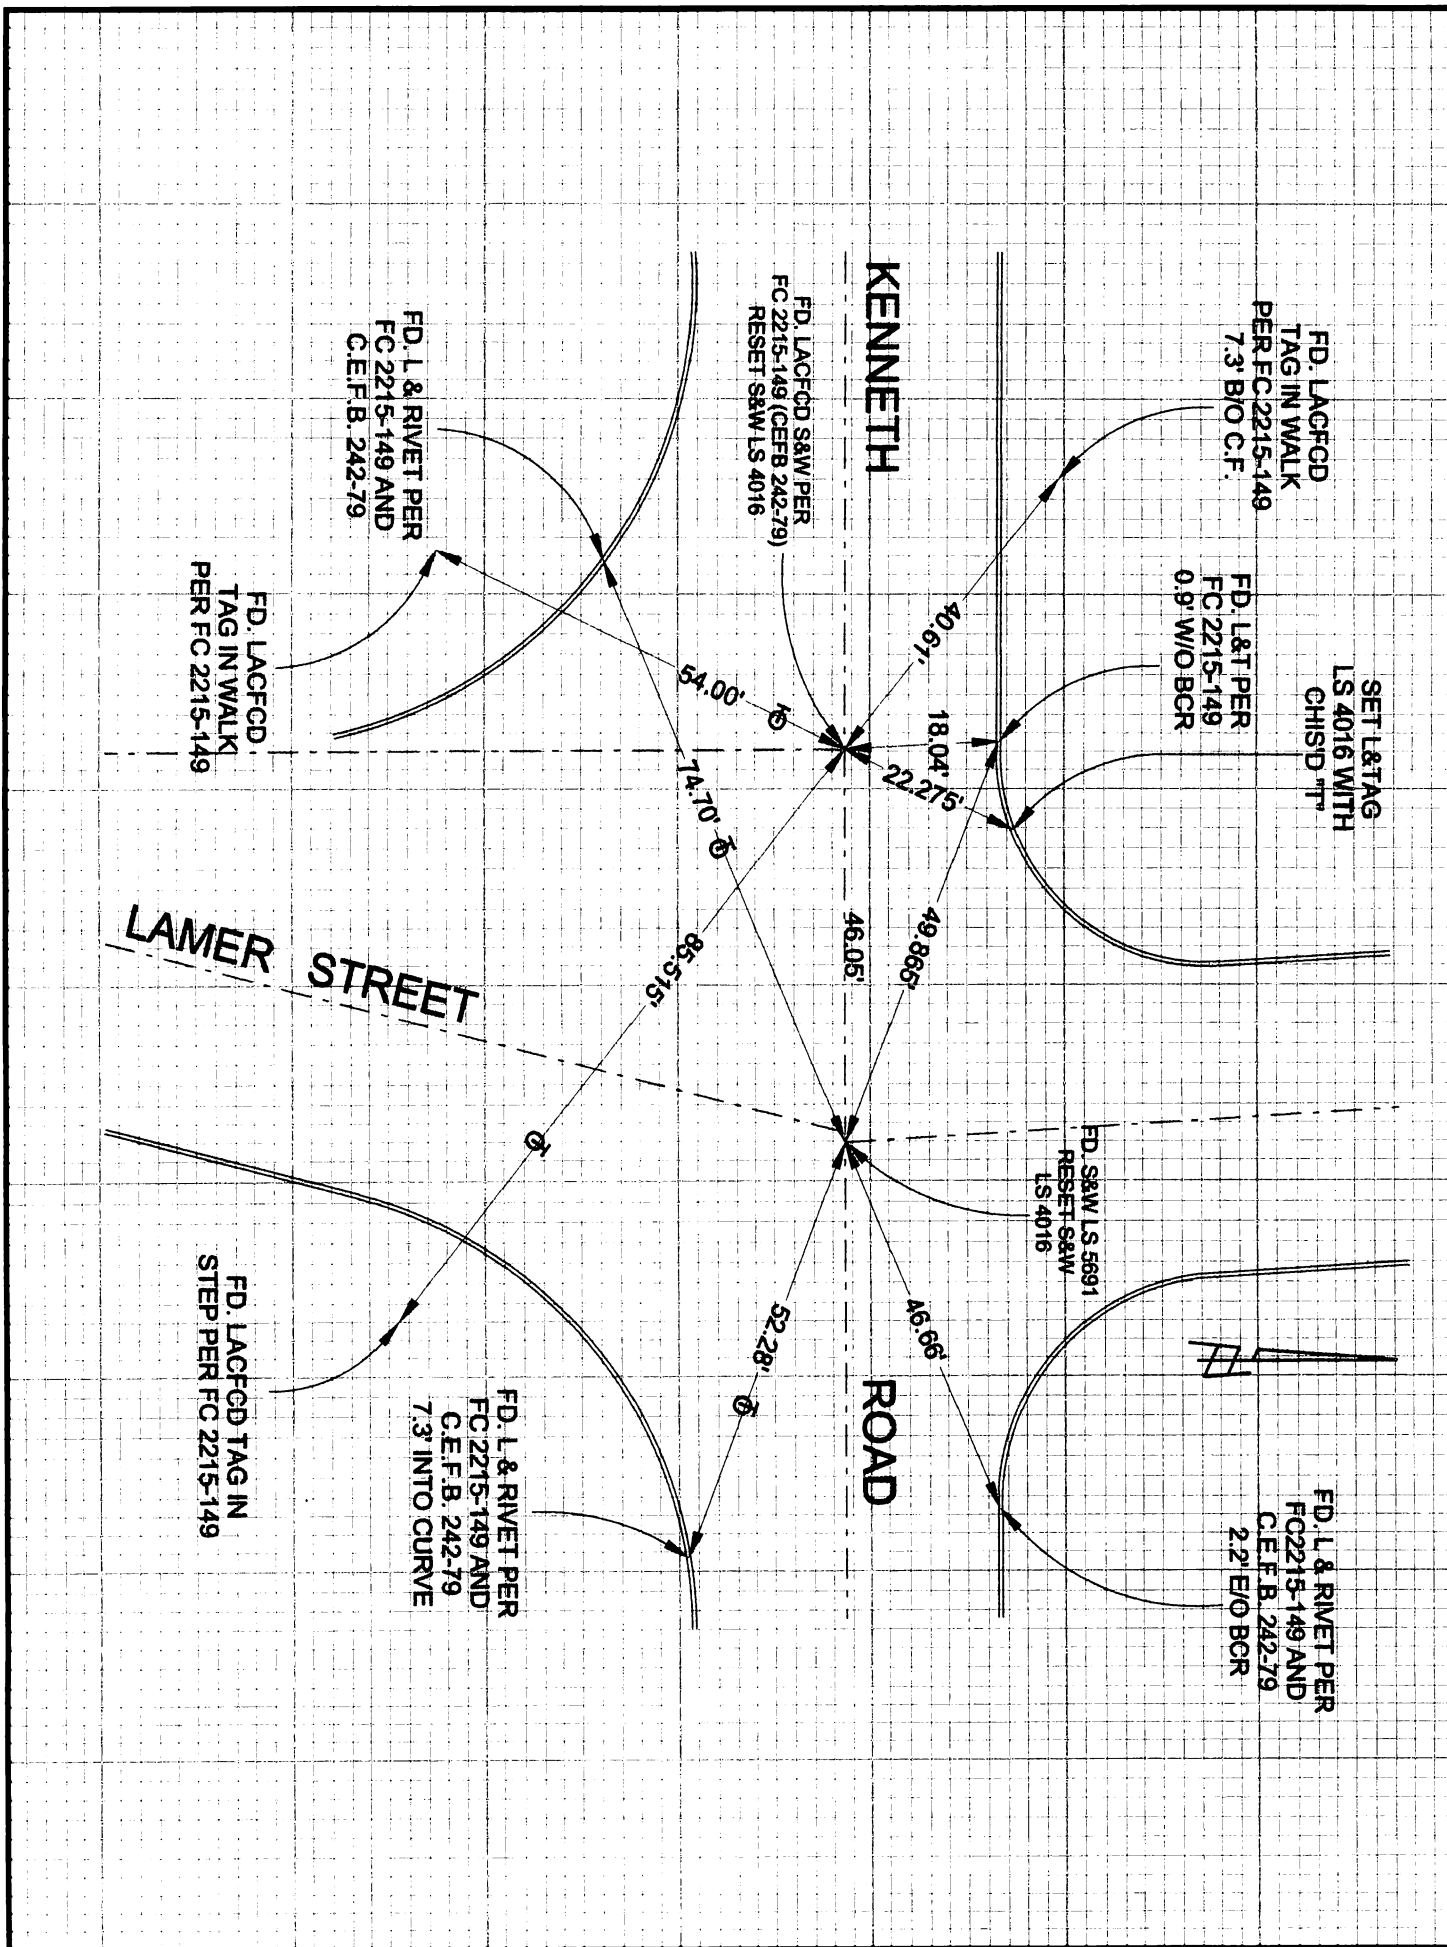 FD. LACFCD
TAG IN WALK
PER FC 2215-149
7.3' B/O C.F.
SET L&TAG
LS 4016 WITH
CHIS'D "T"
FD. L&T PER
FC 2215-149
0.9' W/O BCR
FD. L & RIVET PER
FC2215-149 AND
C.E.F.B. 242-79
2.2' E/O BCR
FD. S&W LS 5691
RESET S&W
LS 4016
40.61'
18.04'
22.275'
49.865'
46.66'
KENNETH
ROAD
46.05'
FD. LACFCD S&W PER
FC 2215-149 (CEFB 242-79)
RESET S&W LS 4016
54.00'
74.70'
85.515'
52.28'
FD. L & RIVET PER
FC 2215-149 AND
C.E.F.B. 242-79
LAMER STREET
FD. L & RIVET PER
FC 2215-149 AND
C.E.F.B. 242-79
7.3' INTO CURVE
FD. LACFCD
TAG IN WALK
PER FC 2215-149
FD. LACFCD TAG IN
STEP PER FC 2215-149